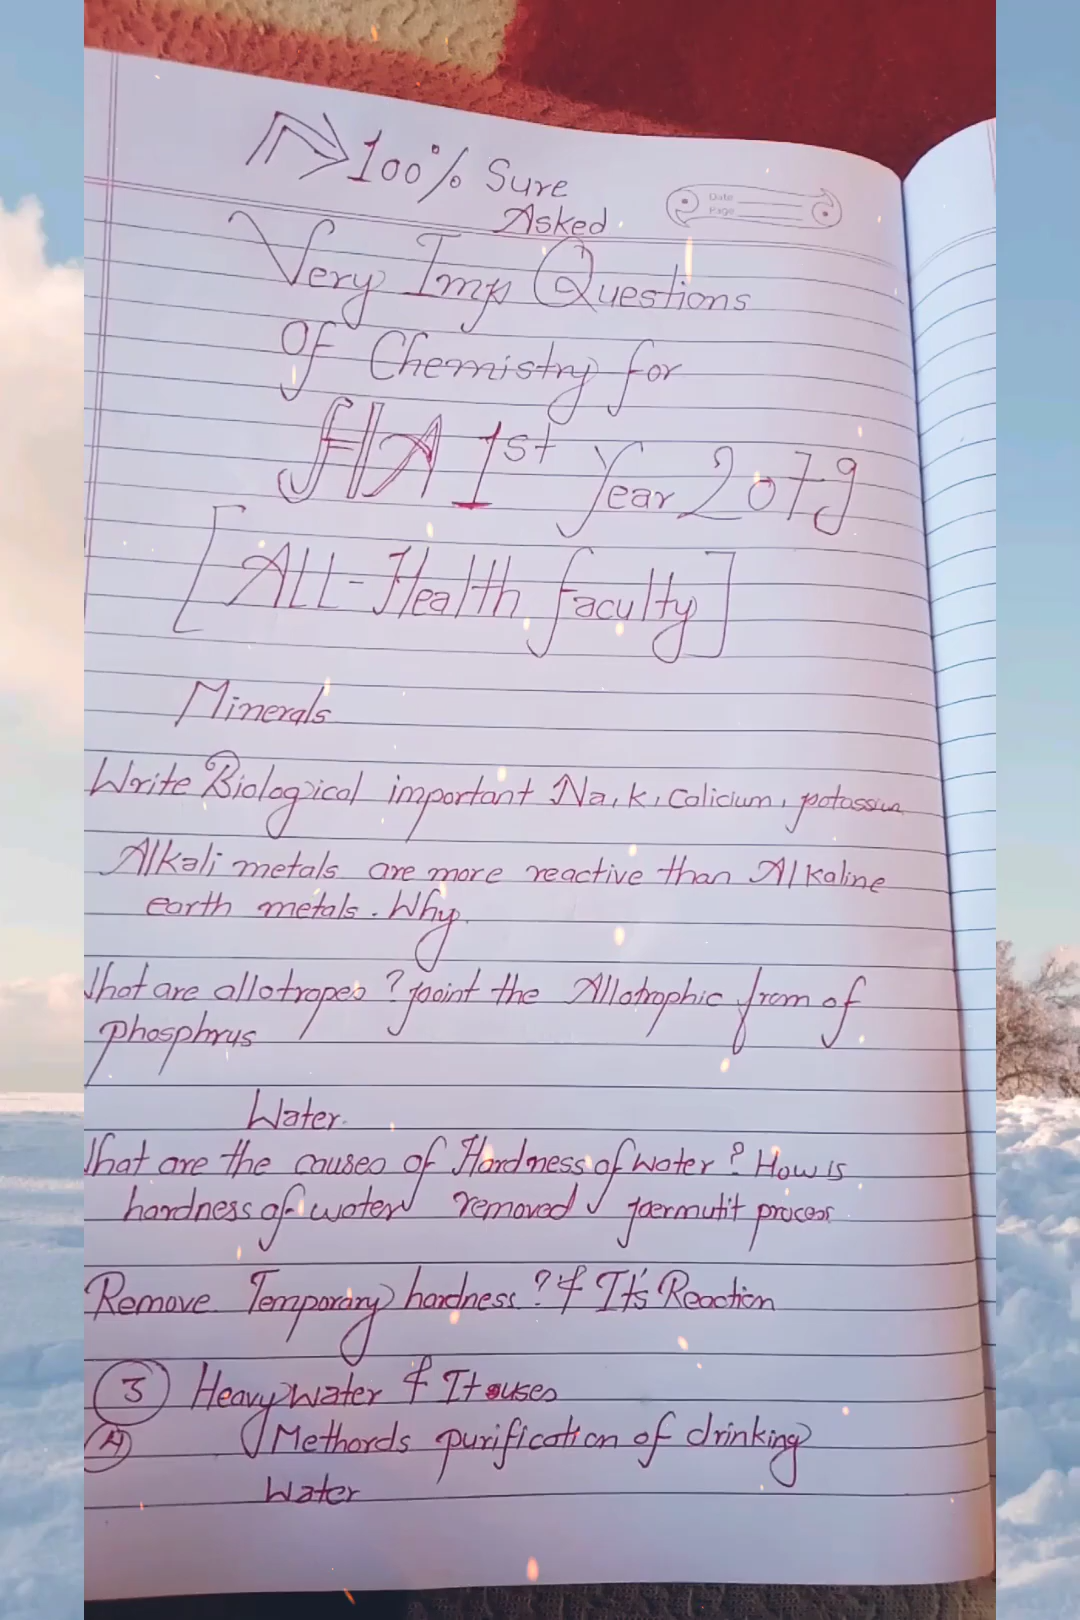 100% Sure
Asked
Date
Page
Very Imp Questions
Of Chemistry for
HA 1st Year 2079
[ALL-Health faculty]
Minerals
Write Biological important Na, K, Calicium, potassium
Alkali metals are more reactive than Alkaline
earth metals. Why
What are allotropes? point the Allotrophic from of
phosphrus
Water.
What are the causes of Hardness of water? How is
hardness of water removed permutit process
Remove Temporary hardness? & It's Reaction
3 Heavy water & It uses
4 Methords purification of drinking
Water